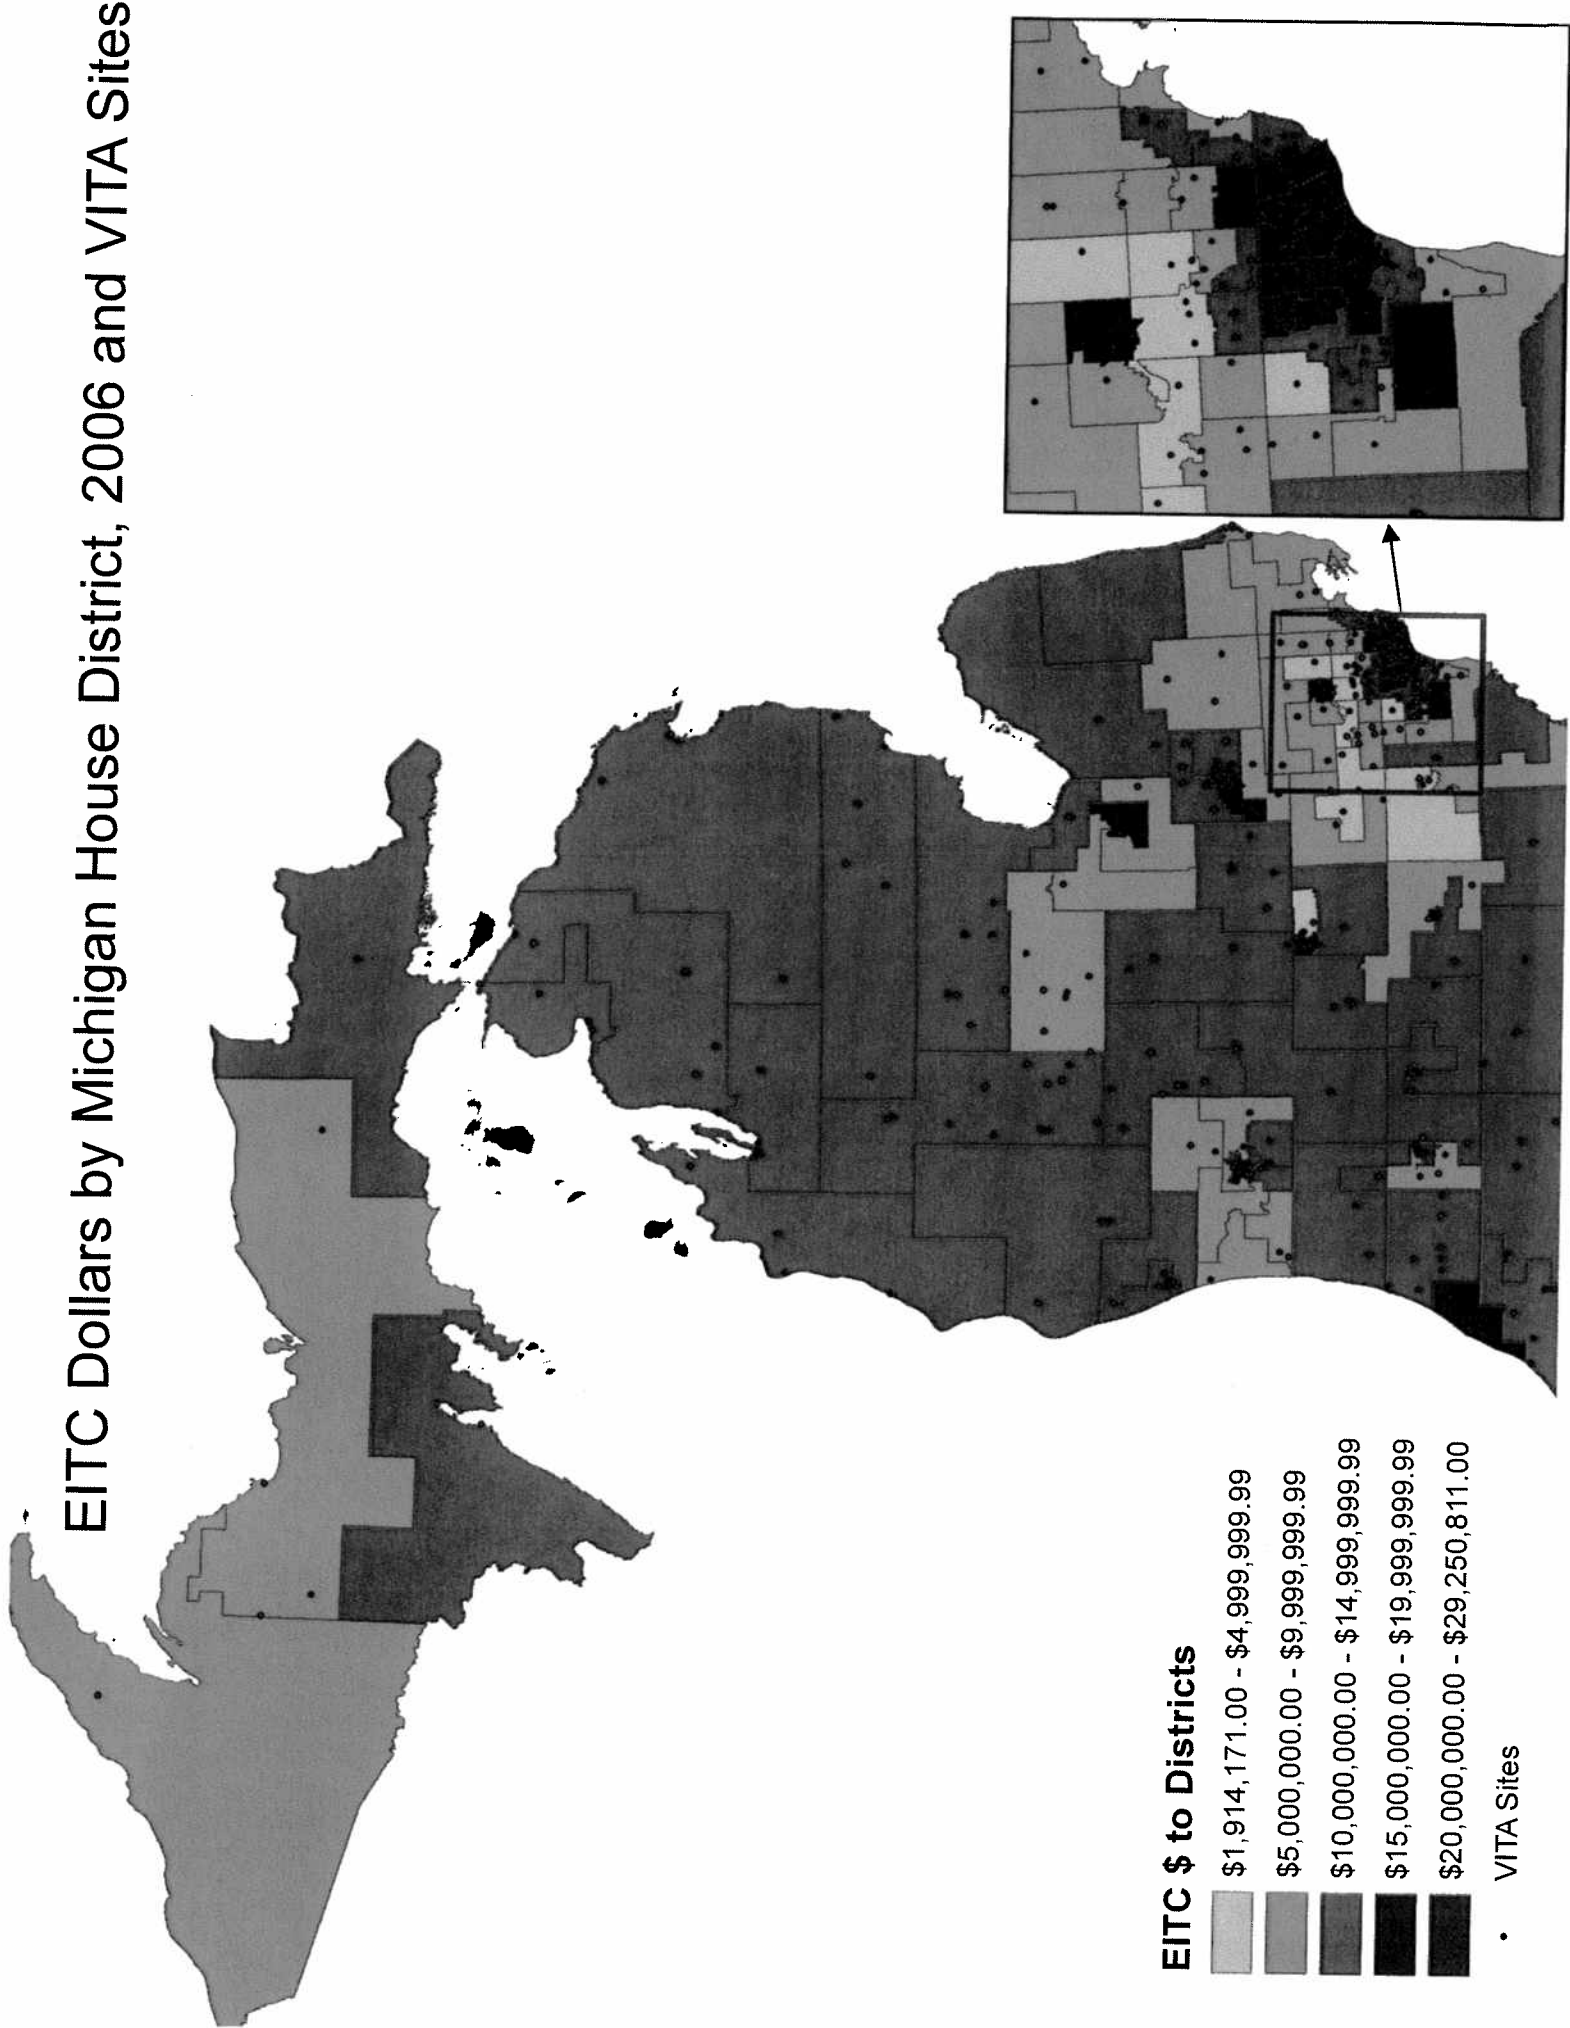 EITC Dollars by Michigan House District, 2006 and VITA Sites
EITC $ to Districts
$1,914,171.00 - $4,999,999.99
$5,000,000.00 - $9,999,999.99
$10,000,000.00 - $14,999,999.99
$15,000,000.00 - $19,999,999.99
$20,000,000.00 - $29,250,811.00
VITA Sites